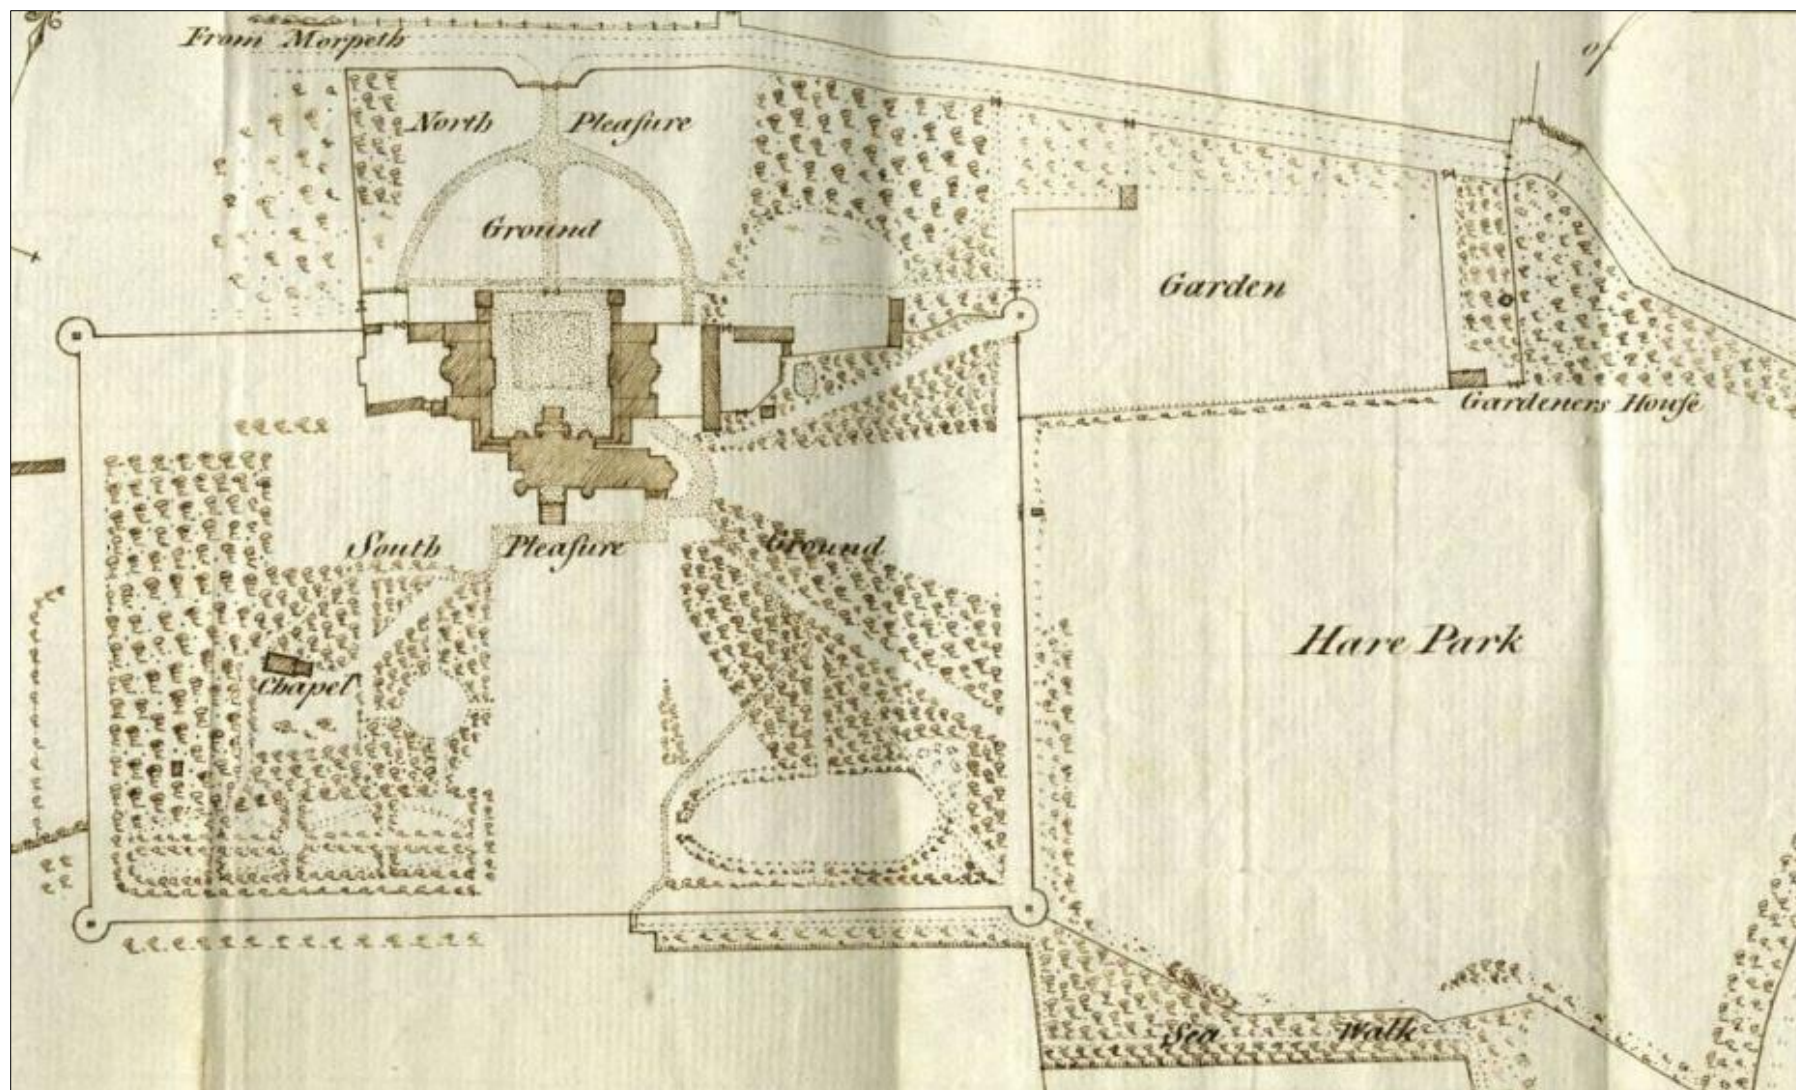 From Morpeth
of
North Pleaſure
Ground
Garden
Gardeners Houſe
South Pleaſure Ground
Hare Park
Chapel
Sea Walk